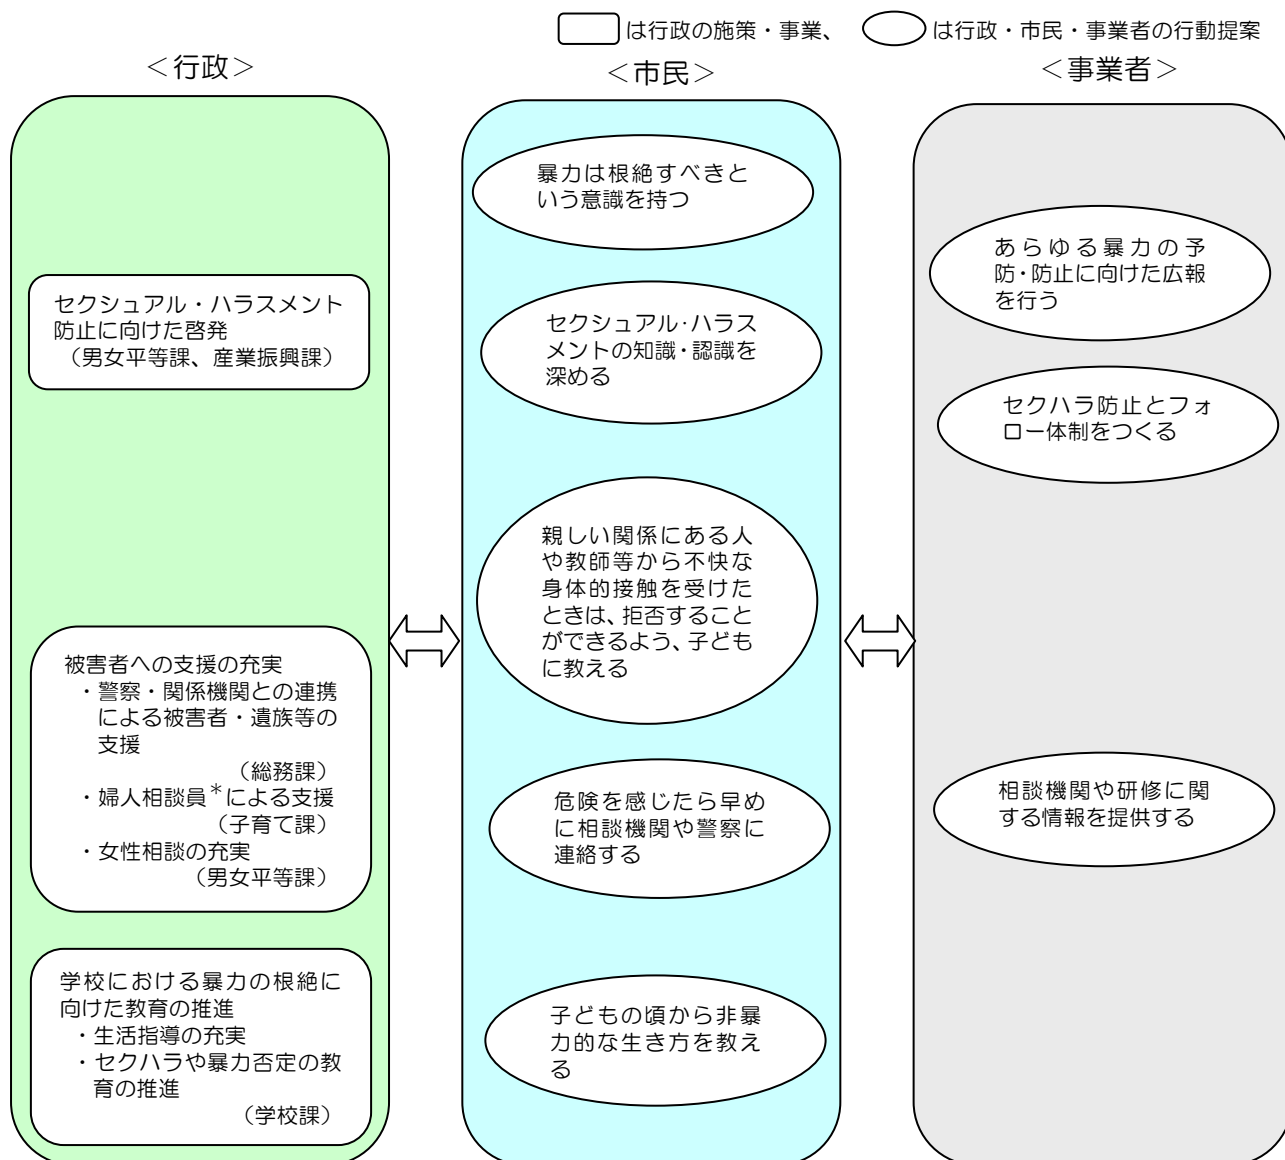 は行政の施策・事業、 は行政・市民・事業者の行動提案
＜行政＞
＜市民＞
＜事業者＞
セクシュアル・ハラスメント
防止に向けた啓発
（男女平等課、産業振興課）
被害者への支援の充実
・警察・関係機関との連携
による被害者・遺族等の
支援
（総務課）
・婦人相談員＊による支援
（子育て課）
・女性相談の充実
（男女平等課）
学校における暴力の根絶に
向けた教育の推進
・生活指導の充実
・セクハラや暴力否定の教
育の推進
（学校課）
暴力は根絶すべきと
いう意識を持つ
セクシュアル・ハラス
メントの知識・認識を
深める
親しい関係にある人
や教師等から不快な
身体的接触を受けた
ときは、拒否すること
ができるよう、子ども
に教える
危険を感じたら早め
に相談機関や警察に
連絡する
子どもの頃から非暴
力的な生き方を教え
る
あらゆる暴力の予
防・防止に向けた広報
を行う
セクハラ防止とフォ
ロー体制をつくる
相談機関や研修に関
する情報を提供する